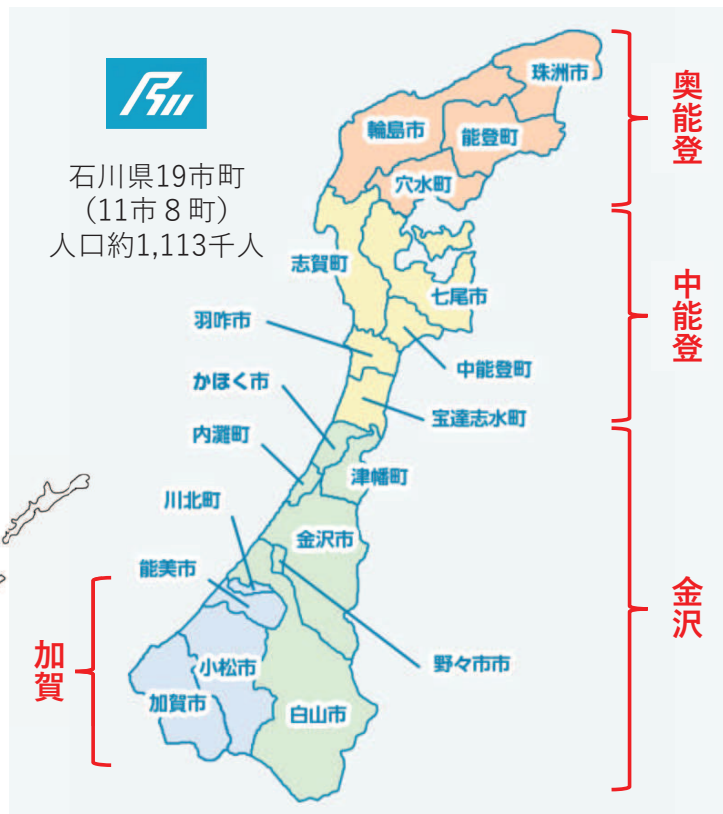 石川県19市町
（11市８町）
人口約1,113千人
珠洲市
輪島市
能登町
穴水町
奥能登
志賀町
七尾市
羽咋市
中能登町
かほく市
宝達志水町
中能登
内灘町
津幡町
川北町
金沢市
能美市
金沢
野々市市
加賀
小松市
加賀市
白山市